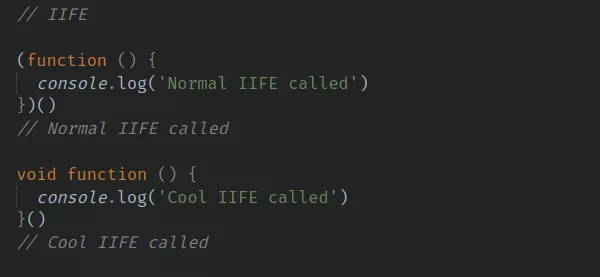 // IIFE
(function () {
  console.log('Normal IIFE called')
})()
// Normal IIFE called
void function () {
  console.log('Cool IIFE called')
}()
// Cool IIFE called